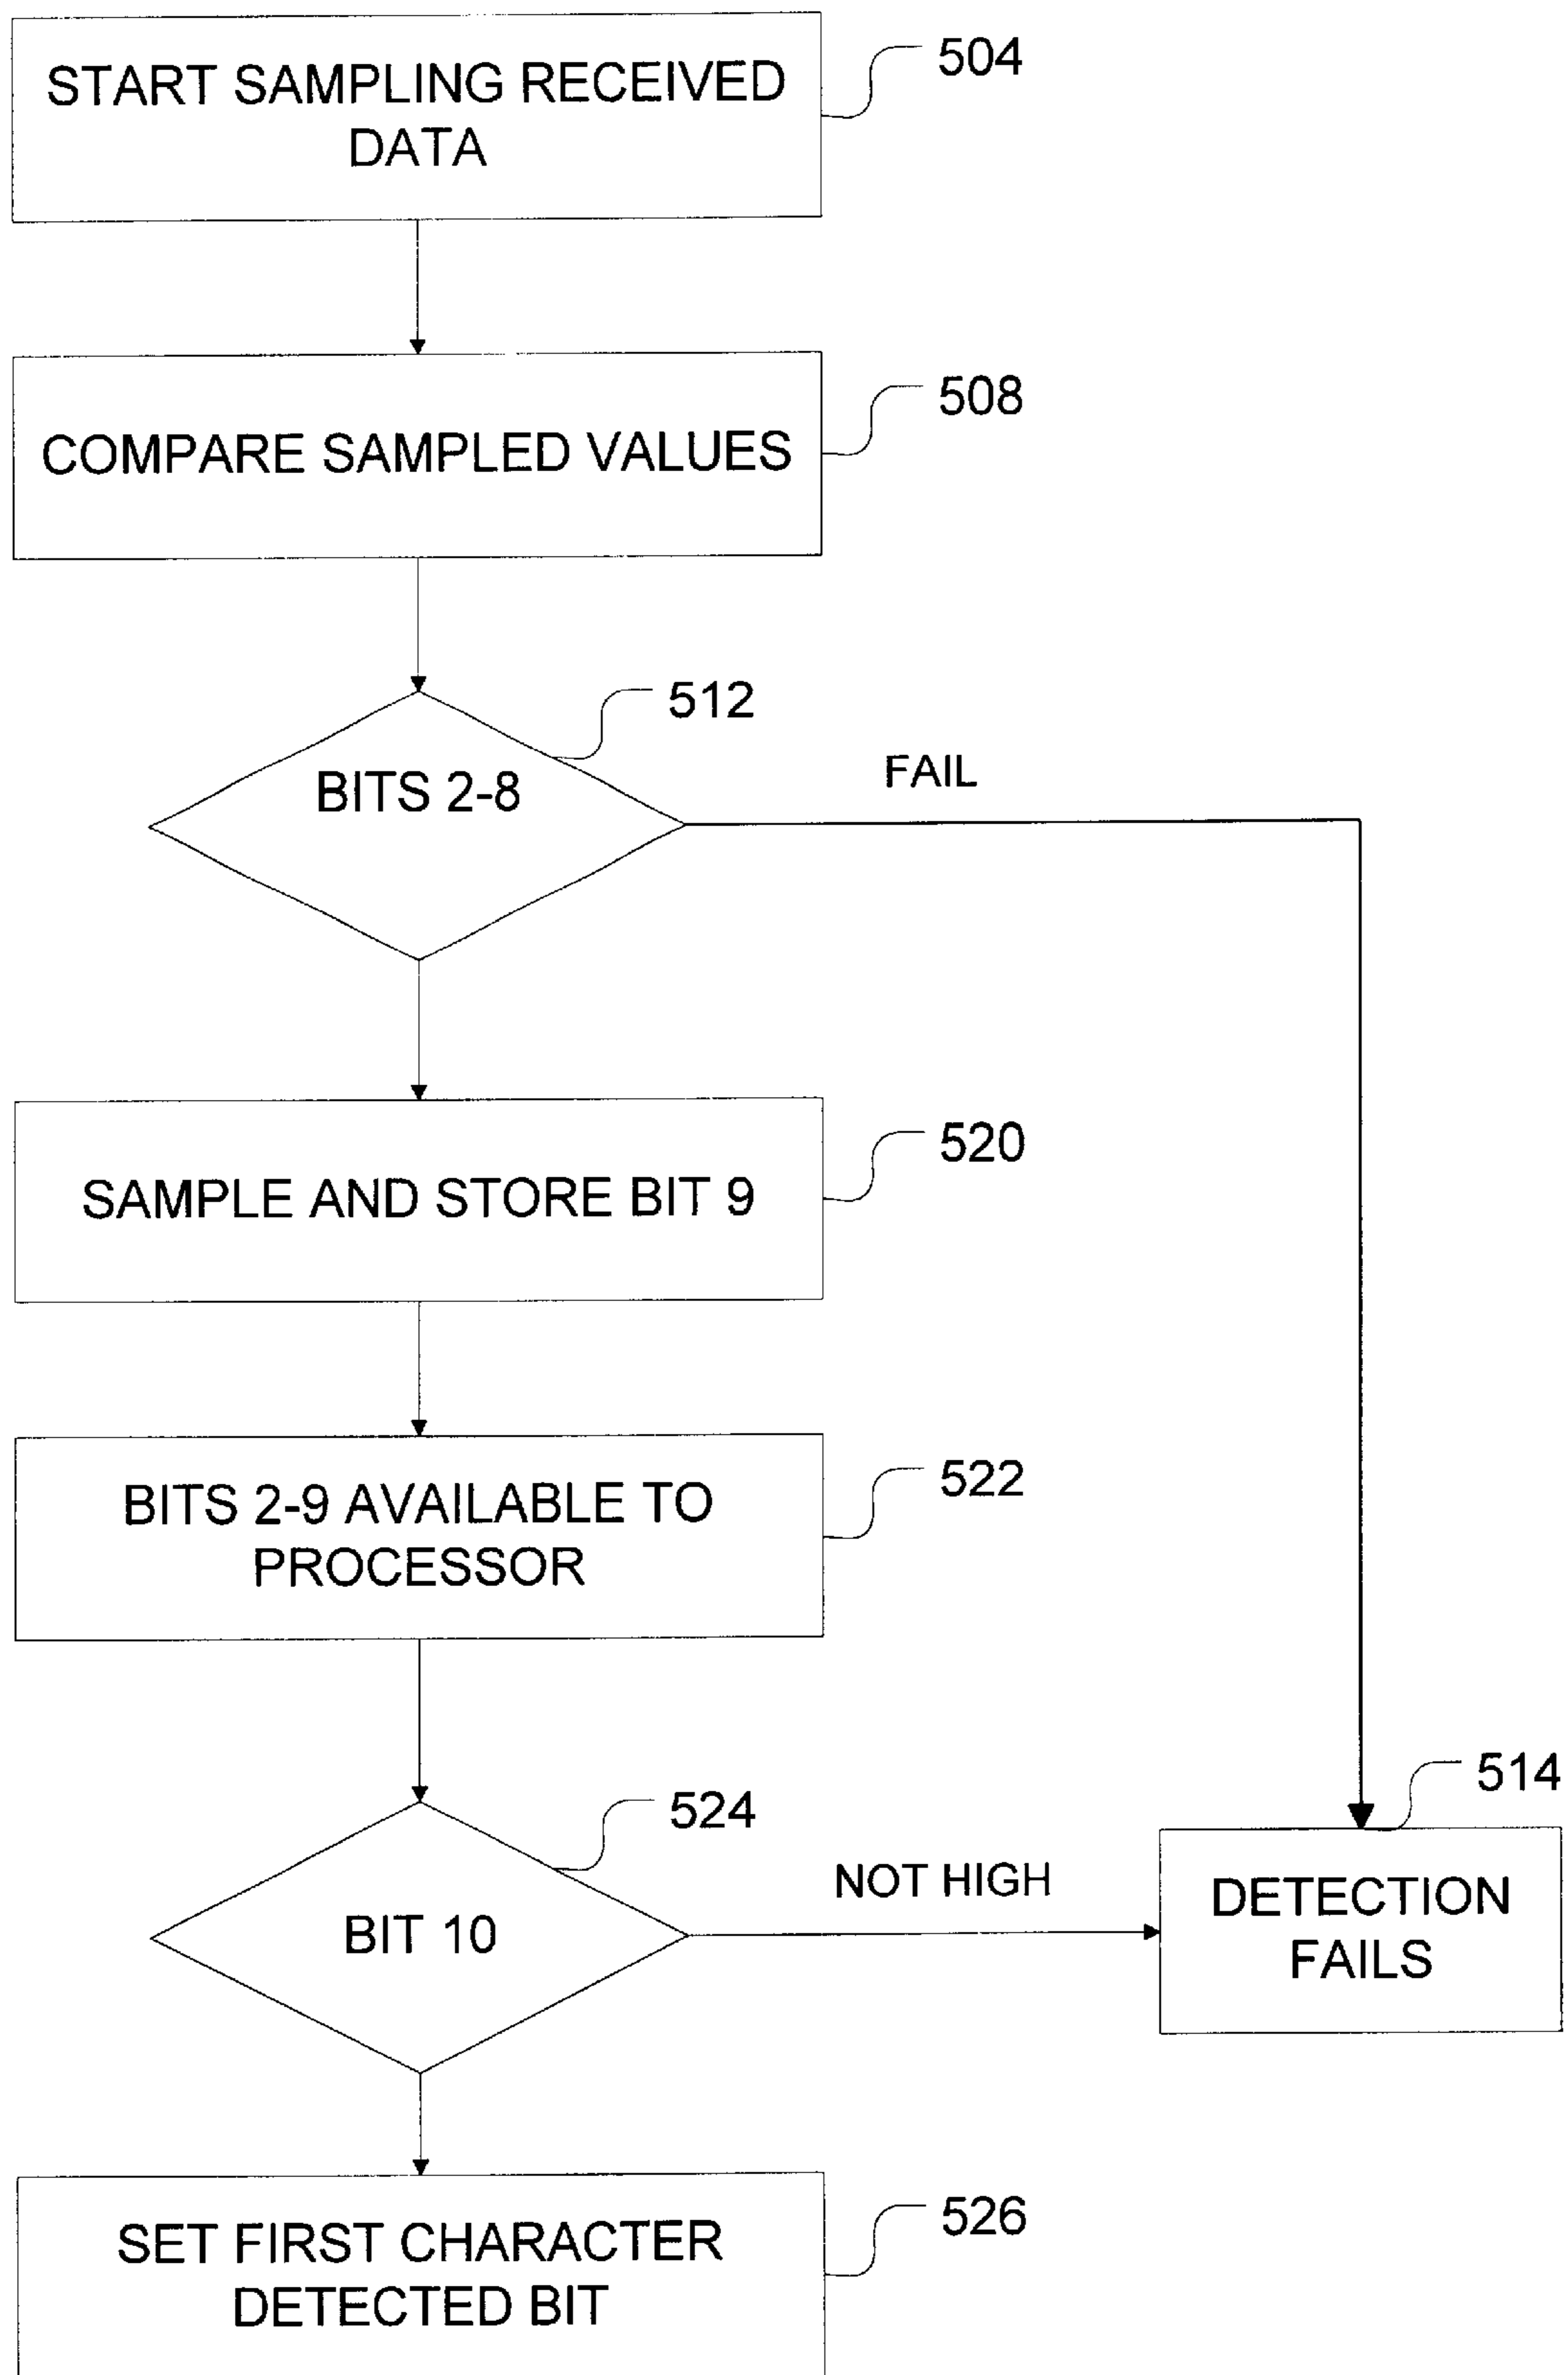 START SAMPLING RECEIVED
DATA
504
COMPARE SAMPLED VALUES
508
BITS 2-8
512
FAIL
SAMPLE AND STORE BIT 9
520
BITS 2-9 AVAILABLE TO
PROCESSOR
522
BIT 10
524
NOT HIGH
DETECTION
FAILS
514
SET FIRST CHARACTER
DETECTED BIT
526